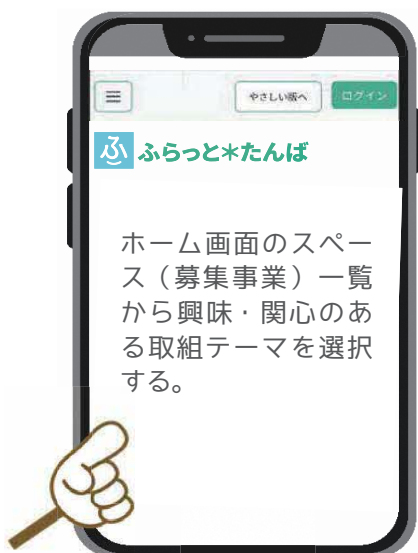 やさしい版へ
ログイン
ふ ふらっと*たんば
ホーム画面のスペー
ス（募集事業）一覧
から興味・関心のあ
る取組テーマを選択
する。